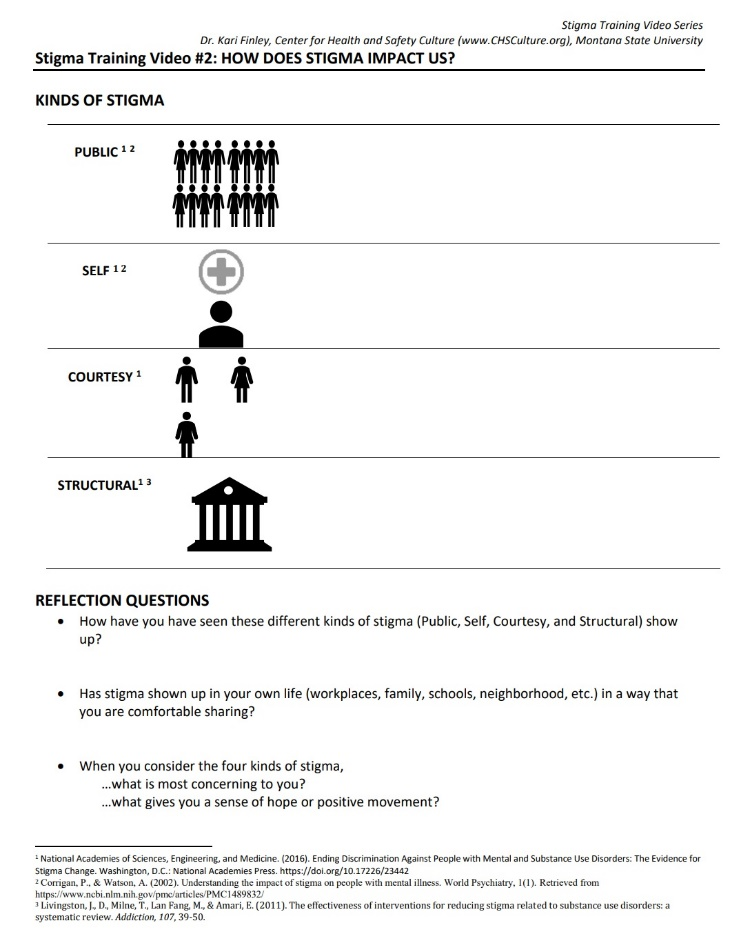 Stigma Training Video Series
Dr. Kari Finley, Center for Health and Safety Culture (www.CHSCulture.org), Montana State University
Stigma Training Video #2: HOW DOES STIGMA IMPACT US?
KINDS OF STIGMA
PUBLIC 1 2
SELF 1 2
COURTESY 1
STRUCTURAL1 3
REFLECTION QUESTIONS
• How have you have seen these different kinds of stigma (Public, Self, Courtesy, and Structural) show
up?
• Has stigma shown up in your own life (workplaces, family, schools, neighborhood, etc.) in a way that
you are comfortable sharing?
• When you consider the four kinds of stigma,
…what is most concerning to you?
…what gives you a sense of hope or positive movement?
1 National Academies of Sciences, Engineering, and Medicine. (2016). Ending Discrimination Against People with Mental and Substance Use Disorders: The Evidence for
Stigma Change. Washington, D.C.: National Academies Press. https://doi.org/10.17226/23442
2 Corrigan, P., & Watson, A. (2002). Understanding the impact of stigma on people with mental illness. World Psychiatry, 1(1). Retrieved from
https://www.ncbi.nlm.nih.gov/pmc/articles/PMC1489832/
3 Livingston, J., D., Milne, T., Lan Fang, M., & Amari, E. (2011). The effectiveness of interventions for reducing stigma related to substance use disorders: a
systematic review. Addiction, 107, 39-50.